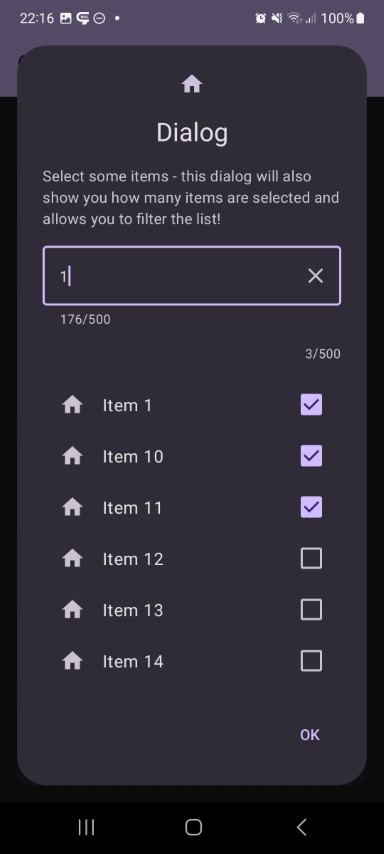 22:16 100%
Dialog
Select some items - this dialog will also
show you how many items are selected and
allows you to filter the list!
1
176/500
3/500
Item 1
Item 10
Item 11
Item 12
Item 13
Item 14
OK